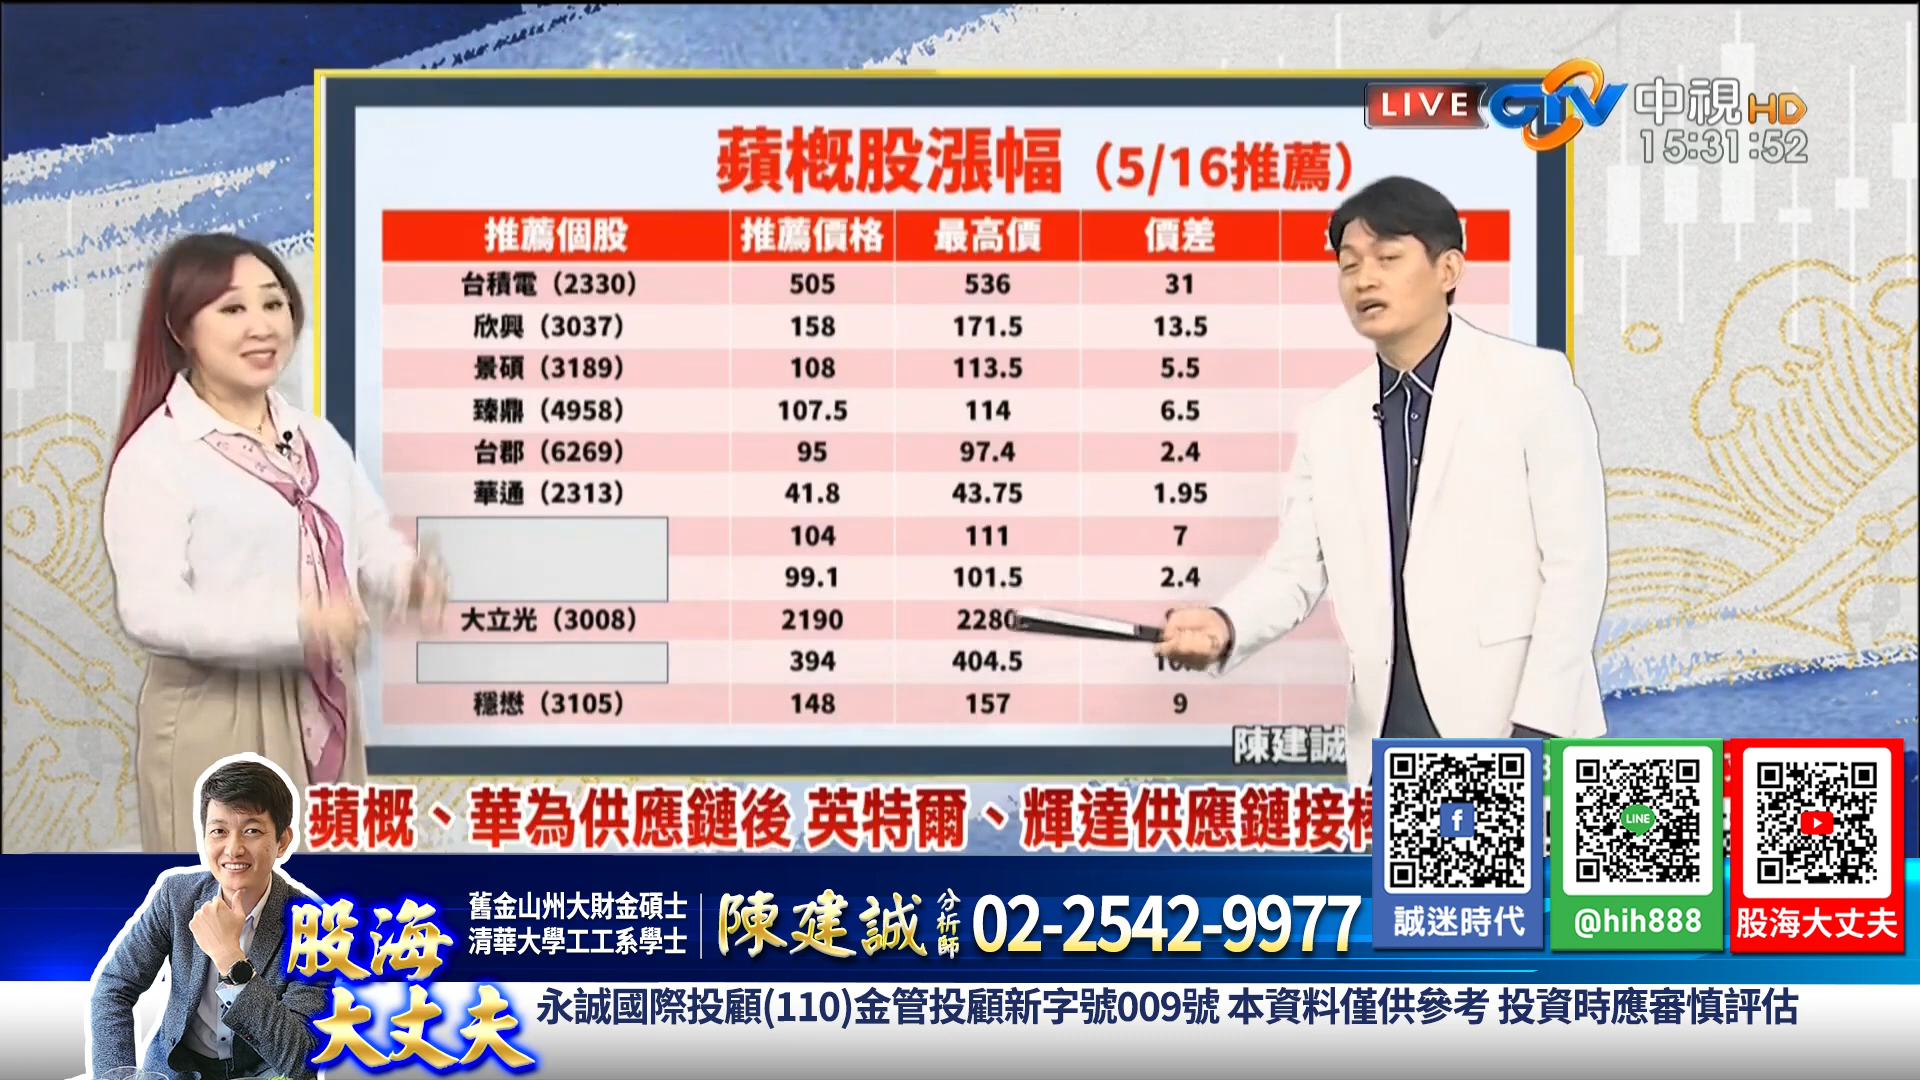 LIVE CTV 中視HD
15:31:52
蘋概股漲幅（5/16推薦）
推薦個股 推薦價格 最高價 價差
台積電（2330） 505 536 31
欣興（3037） 158 171.5 13.5
景碩（3189） 108 113.5 5.5
臻鼎（4958） 107.5 114 6.5
台郡（6269） 95 97.4 2.4
華通（2313） 41.8 43.75 1.95
104 111 7
99.1 101.5 2.4
大立光（3008） 2190 2280
394 404.5
穩懋（3105） 148 157 9
陳建誠
蘋概、華為供應鏈後 英特爾、輝達供應鏈接棒
股海
大丈夫
舊金山州大財金碩士
清華大學工工系學士
陳建誠 分析師 02-2542-9977
LINE
誠迷時代 @hih888 股海大丈夫
永誠國際投顧(110)金管投顧新字號009號 本資料僅供參考 投資時應審慎評估